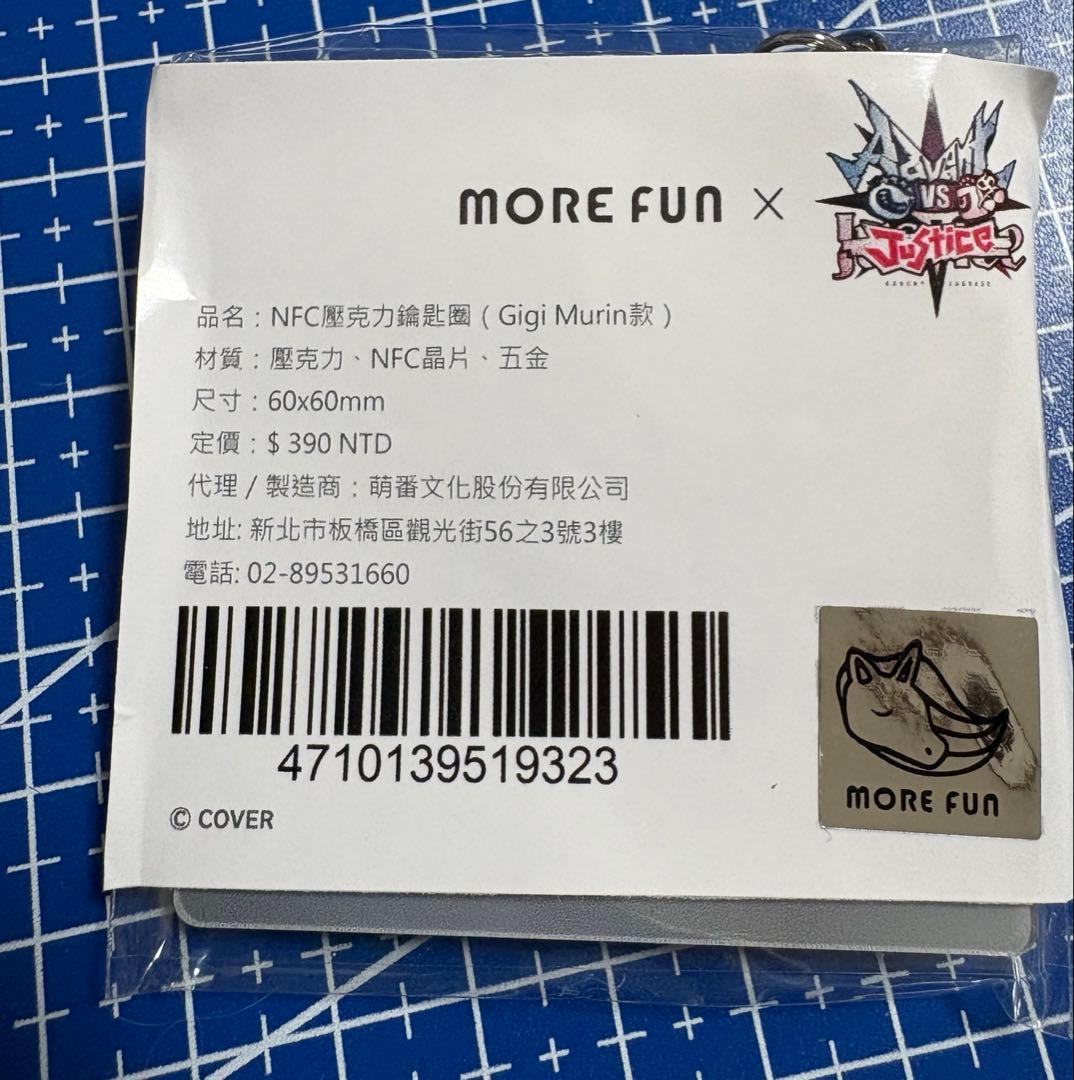 MORE FUN ×
Advent
VS J
Justice
品名：NFC壓克力鑰匙圈（Gigi Murin款）
材質：壓克力、NFC晶片、五金
尺寸：60x60mm
定價：$ 390 NTD
代理 / 製造商：萌番文化股份有限公司
地址: 新北市板橋區觀光街56之3號3樓
電話: 02-89531660
4710139519323
© COVER
MORE FUN